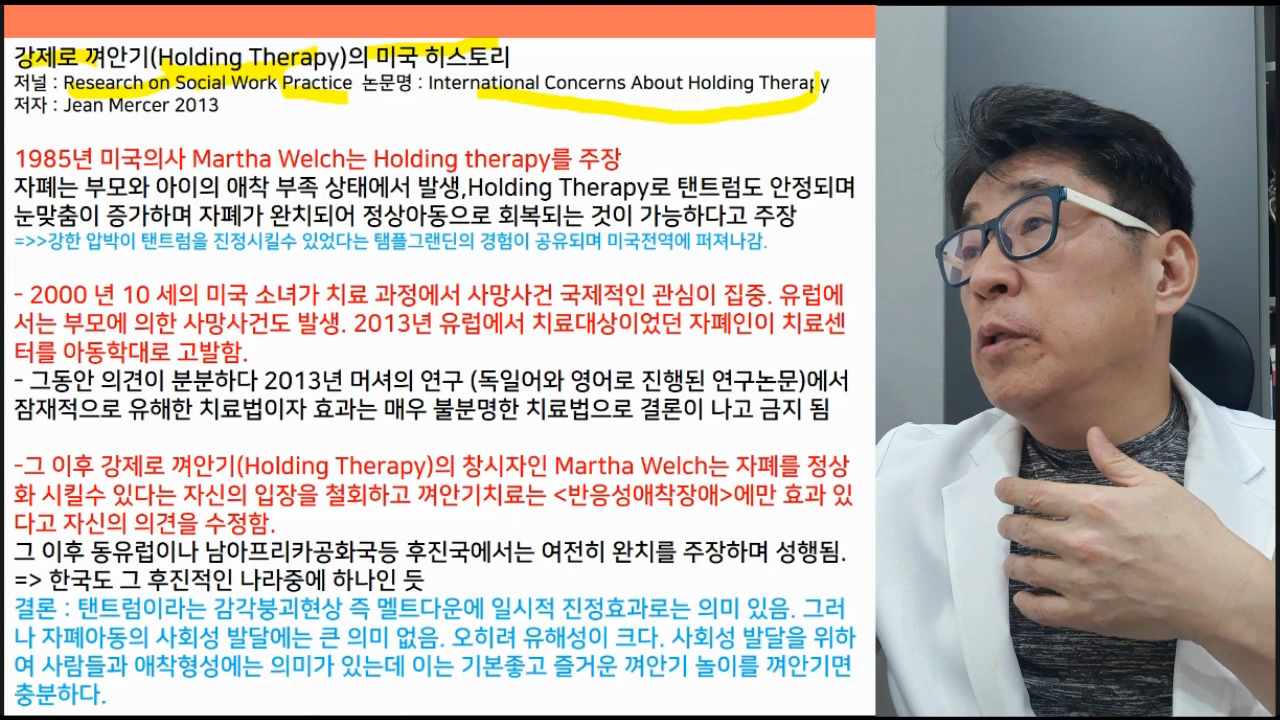 강제로 껴안기(Holding Therapy)의 미국 히스토리
저널 : Research on Social Work Practice 논문명 : International Concerns About Holding Therapy
저자 : Jean Mercer 2013
1985년 미국의사 Martha Welch는 Holding therapy를 주장
자폐는 부모와 아이의 애착 부족 상태에서 발생,Holding Therapy로 탠트럼도 안정되며
눈맞춤이 증가하며 자폐가 완치되어 정상아동으로 회복되는 것이 가능하다고 주장
=>>강한 압박이 탠트럼을 진정시킬수 있었다는 탬플그랜딘의 경험이 공유되며 미국전역에 퍼져나감.
- 2000 년 10 세의 미국 소녀가 치료 과정에서 사망사건 국제적인 관심이 집중. 유럽에
서는 부모에 의한 사망사건도 발생. 2013년 유럽에서 치료대상이었던 자폐인이 치료센
터를 아동학대로 고발함.
- 그동안 의견이 분분하다 2013년 머셔의 연구 (독일어와 영어로 진행된 연구논문)에서
잠재적으로 유해한 치료법이자 효과는 매우 불분명한 치료법으로 결론이 나고 금지 됨
-그 이후 강제로 껴안기(Holding Therapy)의 창시자인 Martha Welch는 자폐를 정상
화 시킬수 있다는 자신의 입장을 철회하고 껴안기치료는 <반응성애착장애>에만 효과 있
다고 자신의 의견을 수정함.
그 이후 동유럽이나 남아프리카공화국등 후진국에서는 여전히 완치를 주장하며 성행됨.
=> 한국도 그 후진적인 나라중에 하나인 듯
결론 : 탠트럼이라는 감각붕괴현상 즉 멜트다운에 일시적 진정효과로는 의미 있음. 그러
나 자폐아동의 사회성 발달에는 큰 의미 없음. 오히려 유해성이 크다. 사회성 발달을 위하
여 사람들과 애착형성에는 의미가 있는데 이는 기본좋고 즐거운 껴안기 놀이를 껴안기면
충분하다.